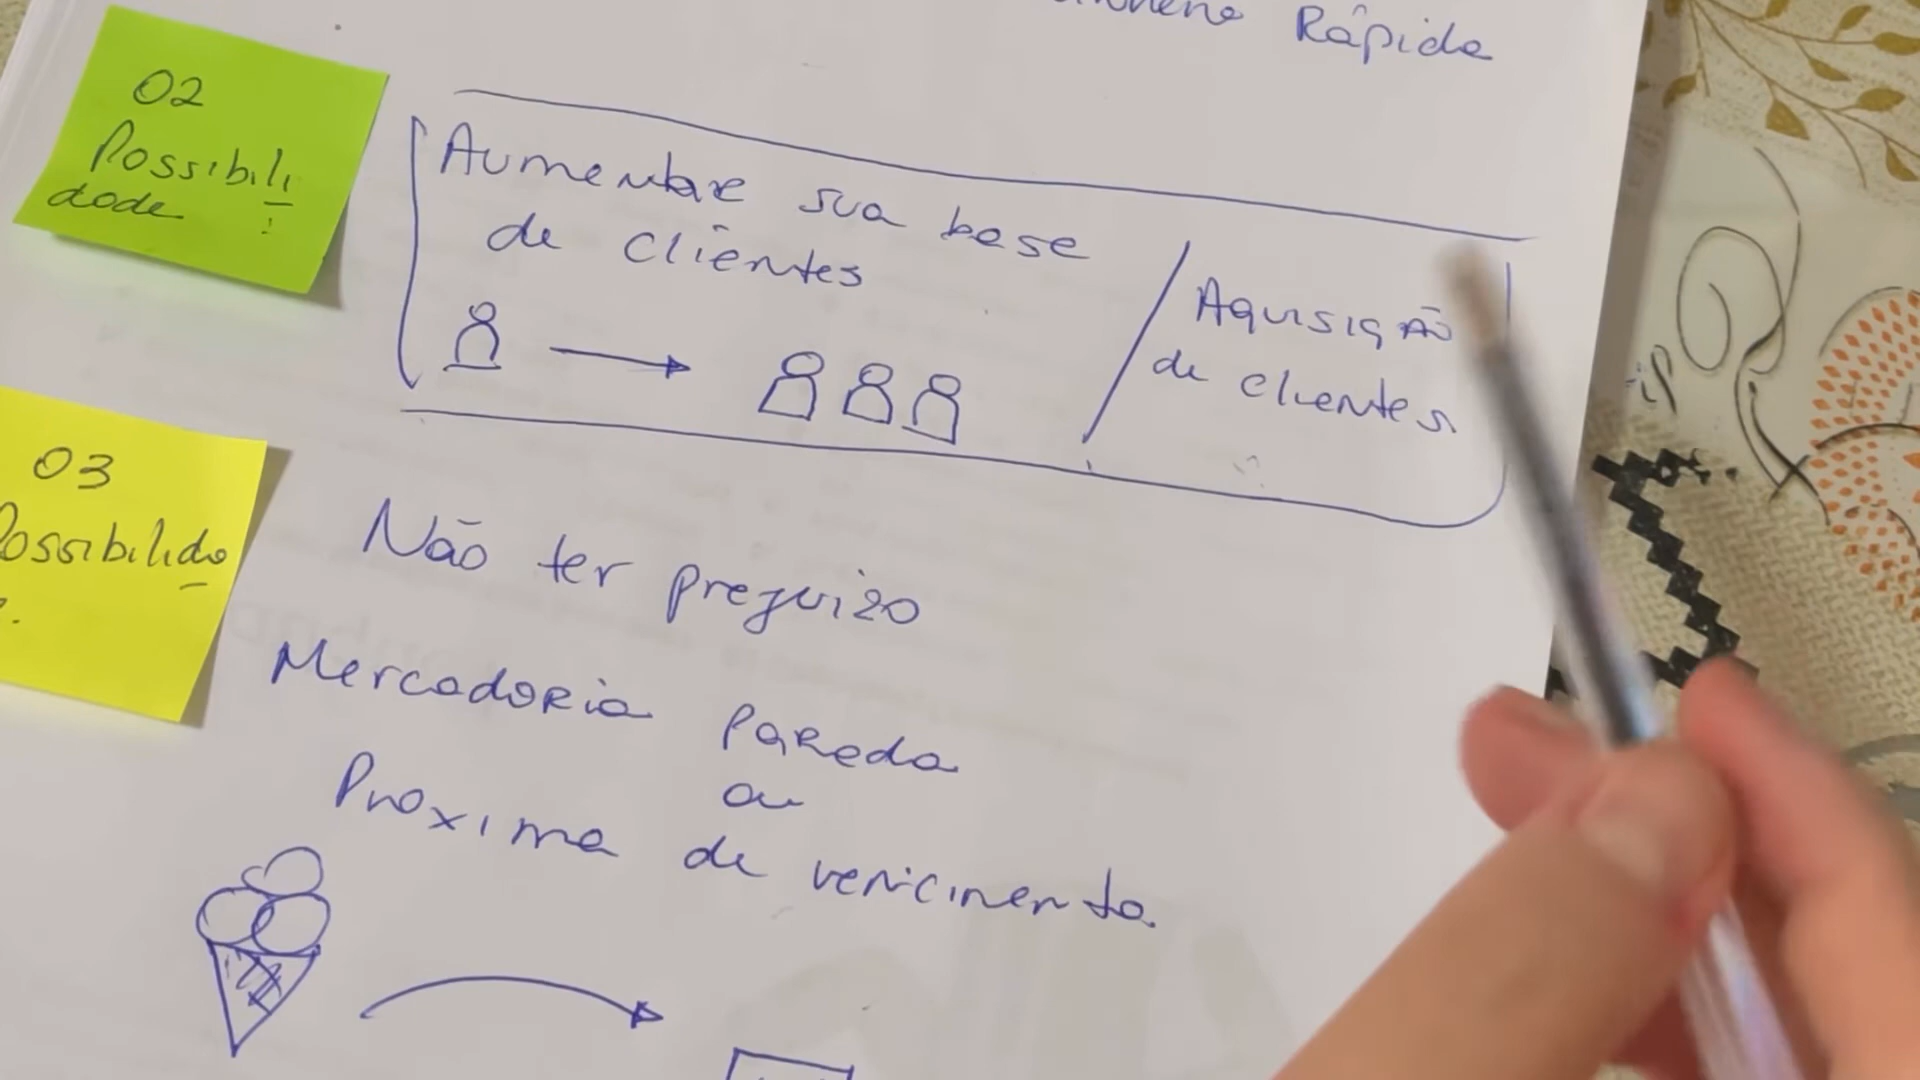 Rápida
02
Possibili
dade
Aumentar sua base
de clientes
Aquisição
de clientes
03
Possibilida
Não ter preguizo
Mercadoria Parada
ou
Proxima de vencimento.